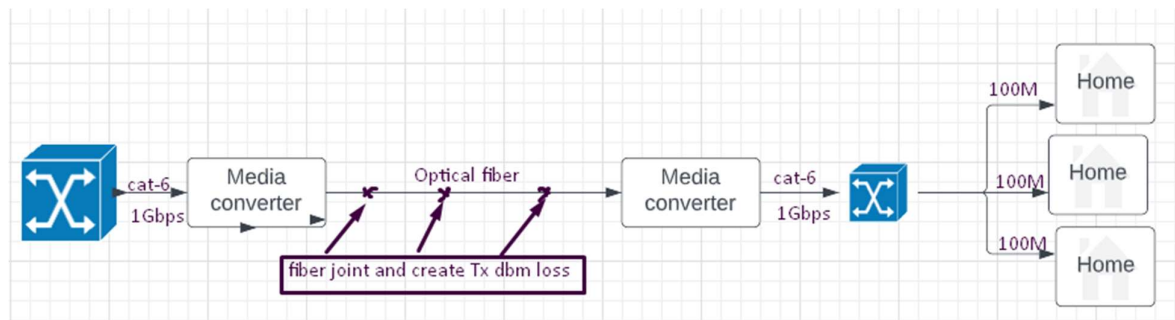 cat-6
1Gbps
Media
converter
Optical fiber
fiber joint and create Tx dbm loss
Media
converter
cat-6
1Gbps
100M
Home
100M
Home
100M
Home